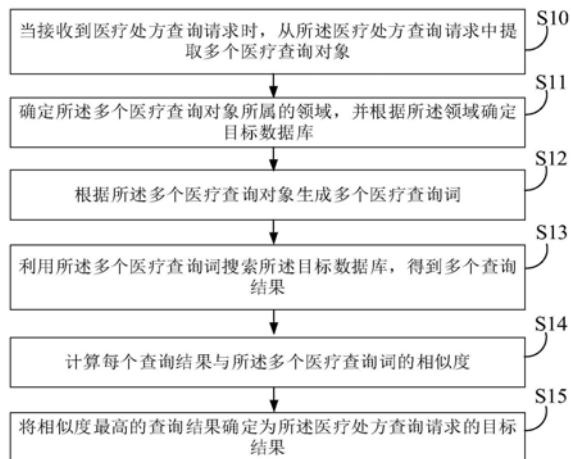 S10
当接收到医疗处方查询请求时，从所述医疗处方查询请求中提
取多个医疗查询对象
S11
确定所述多个医疗查询对象所属的领域，并根据所述领域确定
目标数据库
S12
根据所述多个医疗查询对象生成多个医疗查询词
S13
利用所述多个医疗查询词搜索所述目标数据库，得到多个查询
结果
S14
计算每个查询结果与所述多个医疗查询词的相似度
S15
将相似度最高的查询结果确定为所述医疗处方查询请求的目标
结果